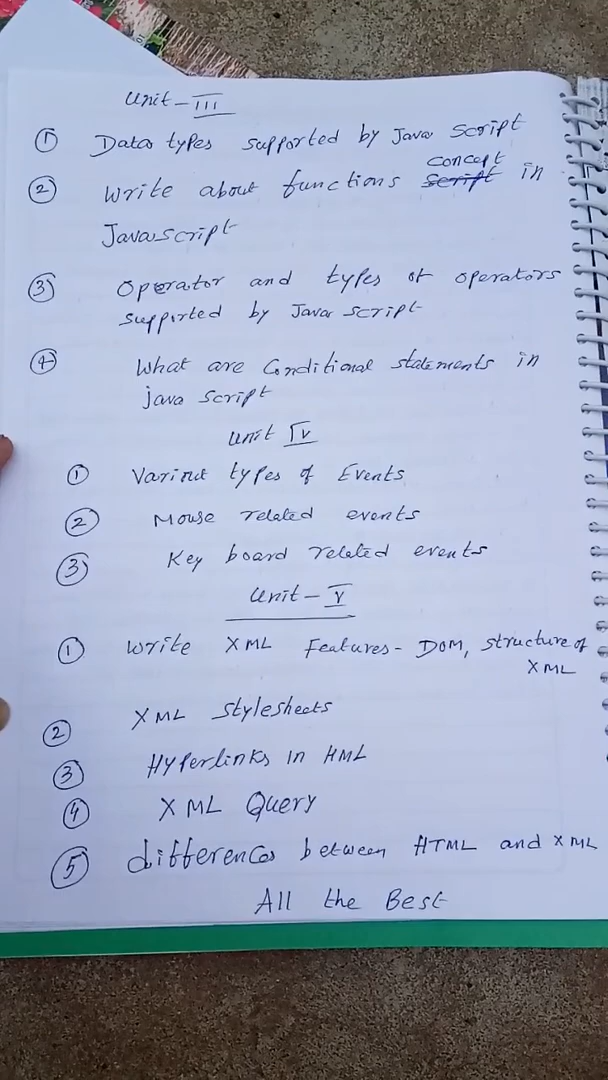 Unit - III
① Data types supported by Java Script
concept
② Write about functions Script in
Javascript
③ Operator and types of operators
supported by Java script
④ What are Conditional statements in
java script
Unit IV
① types of Events
② Mouse related events
③ Key board related events
Unit - V
① Write XML Features - DOM, structure of
XML
② XML Stylesheets
③ Hyperlinks in HML
④ XML Query
⑤ differences between HTML and XML
All the Best